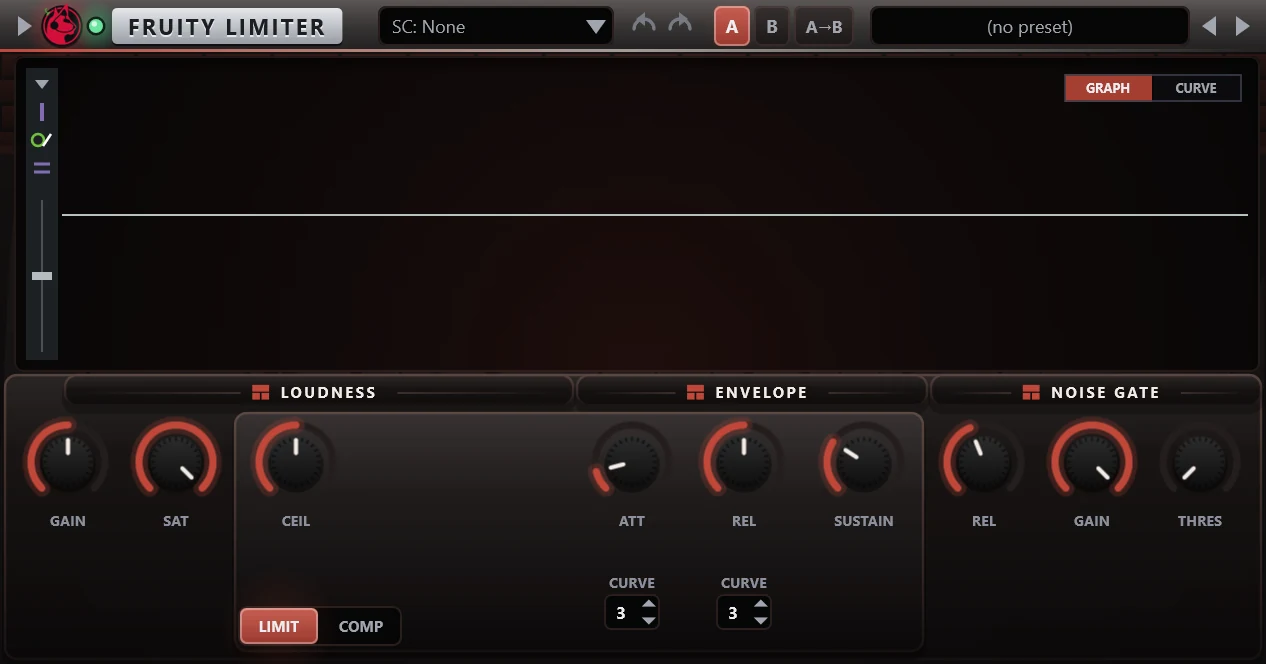 FRUITY LIMITER
SC: None
A
B
A→B
(no preset)
GRAPH
CURVE
LOUDNESS
ENVELOPE
NOISE GATE
GAIN
SAT
CEIL
ATT
REL
SUSTAIN
REL
GAIN
THRES
CURVE
CURVE
3
3
LIMIT
COMP